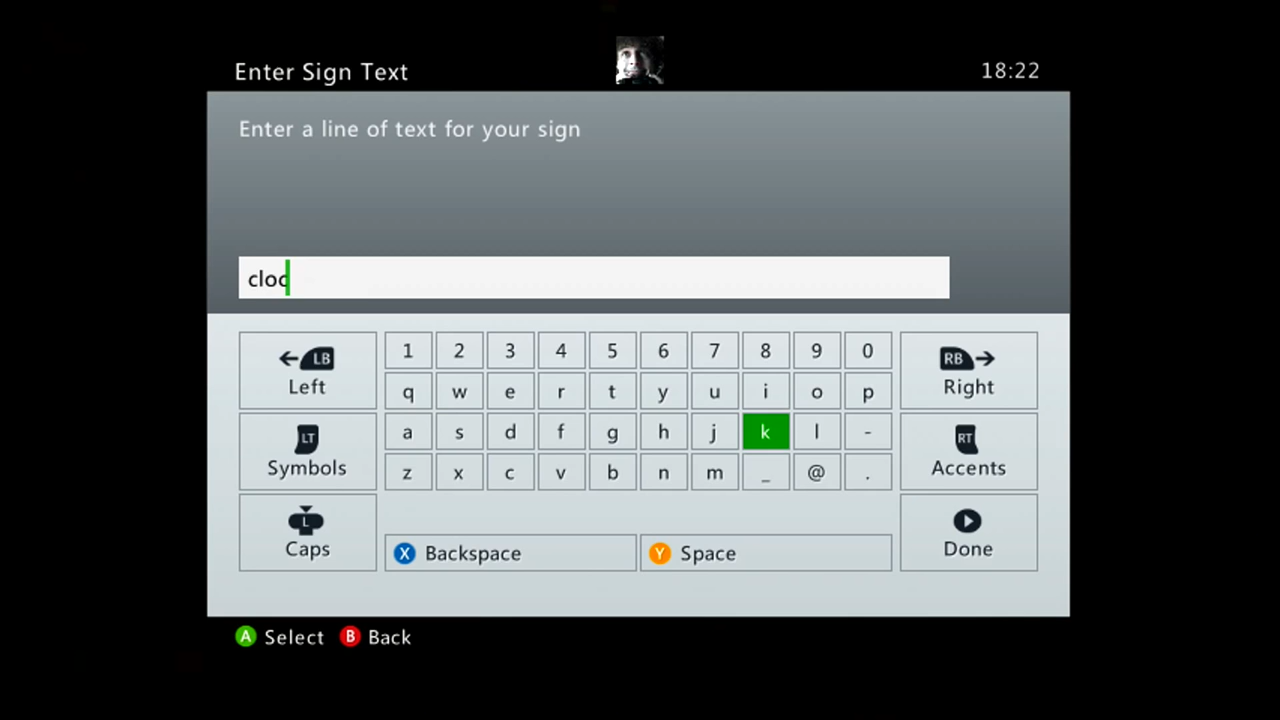 Enter Sign Text
18:22
Enter a line of text for your sign
cloc
LB
Left
1 2 3 4 5 6 7 8 9 0
RB
Right
q w e r t y u i o p
LT
Symbols
a s d f g h j k l -
RT
Accents
z x c v b n m _ @ .
L
Caps
X Backspace
Y Space
Done
A Select B Back